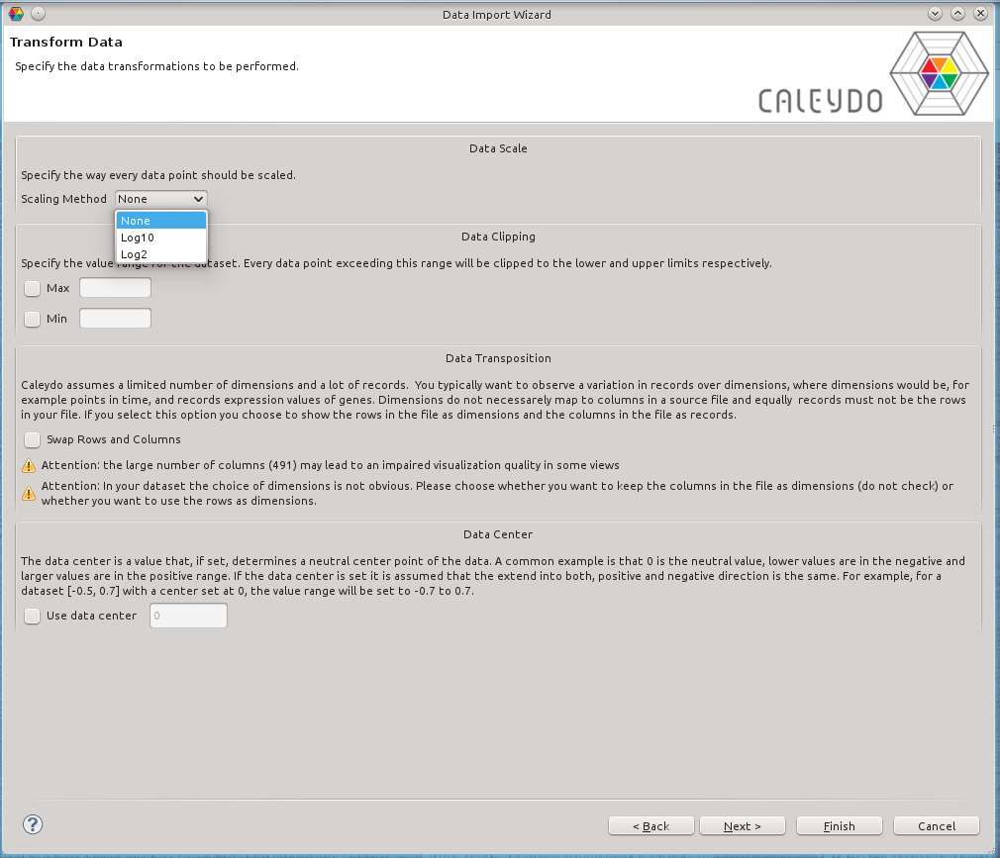 Data Import Wizard
Transform Data
Specify the data transformations to be performed.
CALEYDO
Data Scale
Specify the way every data point should be scaled.
Scaling Method None
None
Log10
Log2
Data Clipping
Specify the value range for the dataset. Every data point exceeding this range will be clipped to the lower and upper limits respectively.
Max
Min
Data Transposition
Caleydo assumes a limited number of dimensions and a lot of records. You typically want to observe a variation in records over dimensions, where dimensions would be, for
example points in time, and records expression values of genes. Dimensions do not necessarely map to columns in a source file and equally records must not be the rows
in your file. If you select this option you choose to show the rows in the file as dimensions and the columns in the file as records.
Swap Rows and Columns
Attention: the large number of columns (491) may lead to an impaired visualization quality in some views
Attention: In your dataset the choice of dimensions is not obvious. Please choose whether you want to keep the columns in the file as dimensions (do not check) or
whether you want to use the rows as dimensions.
Data Center
The data center is a value that, if set, determines a neutral center point of the data. A common example is that 0 is the neutral value, lower values are in the negative and
larger values are in the positive range. If the data center is set it is assumed that the extend into both, positive and negative direction is the same. For example, for a
dataset [-0.5, 0.7] with a center set at 0, the value range will be set to -0.7 to 0.7.
Use data center 0
? < Back Next > Finish Cancel